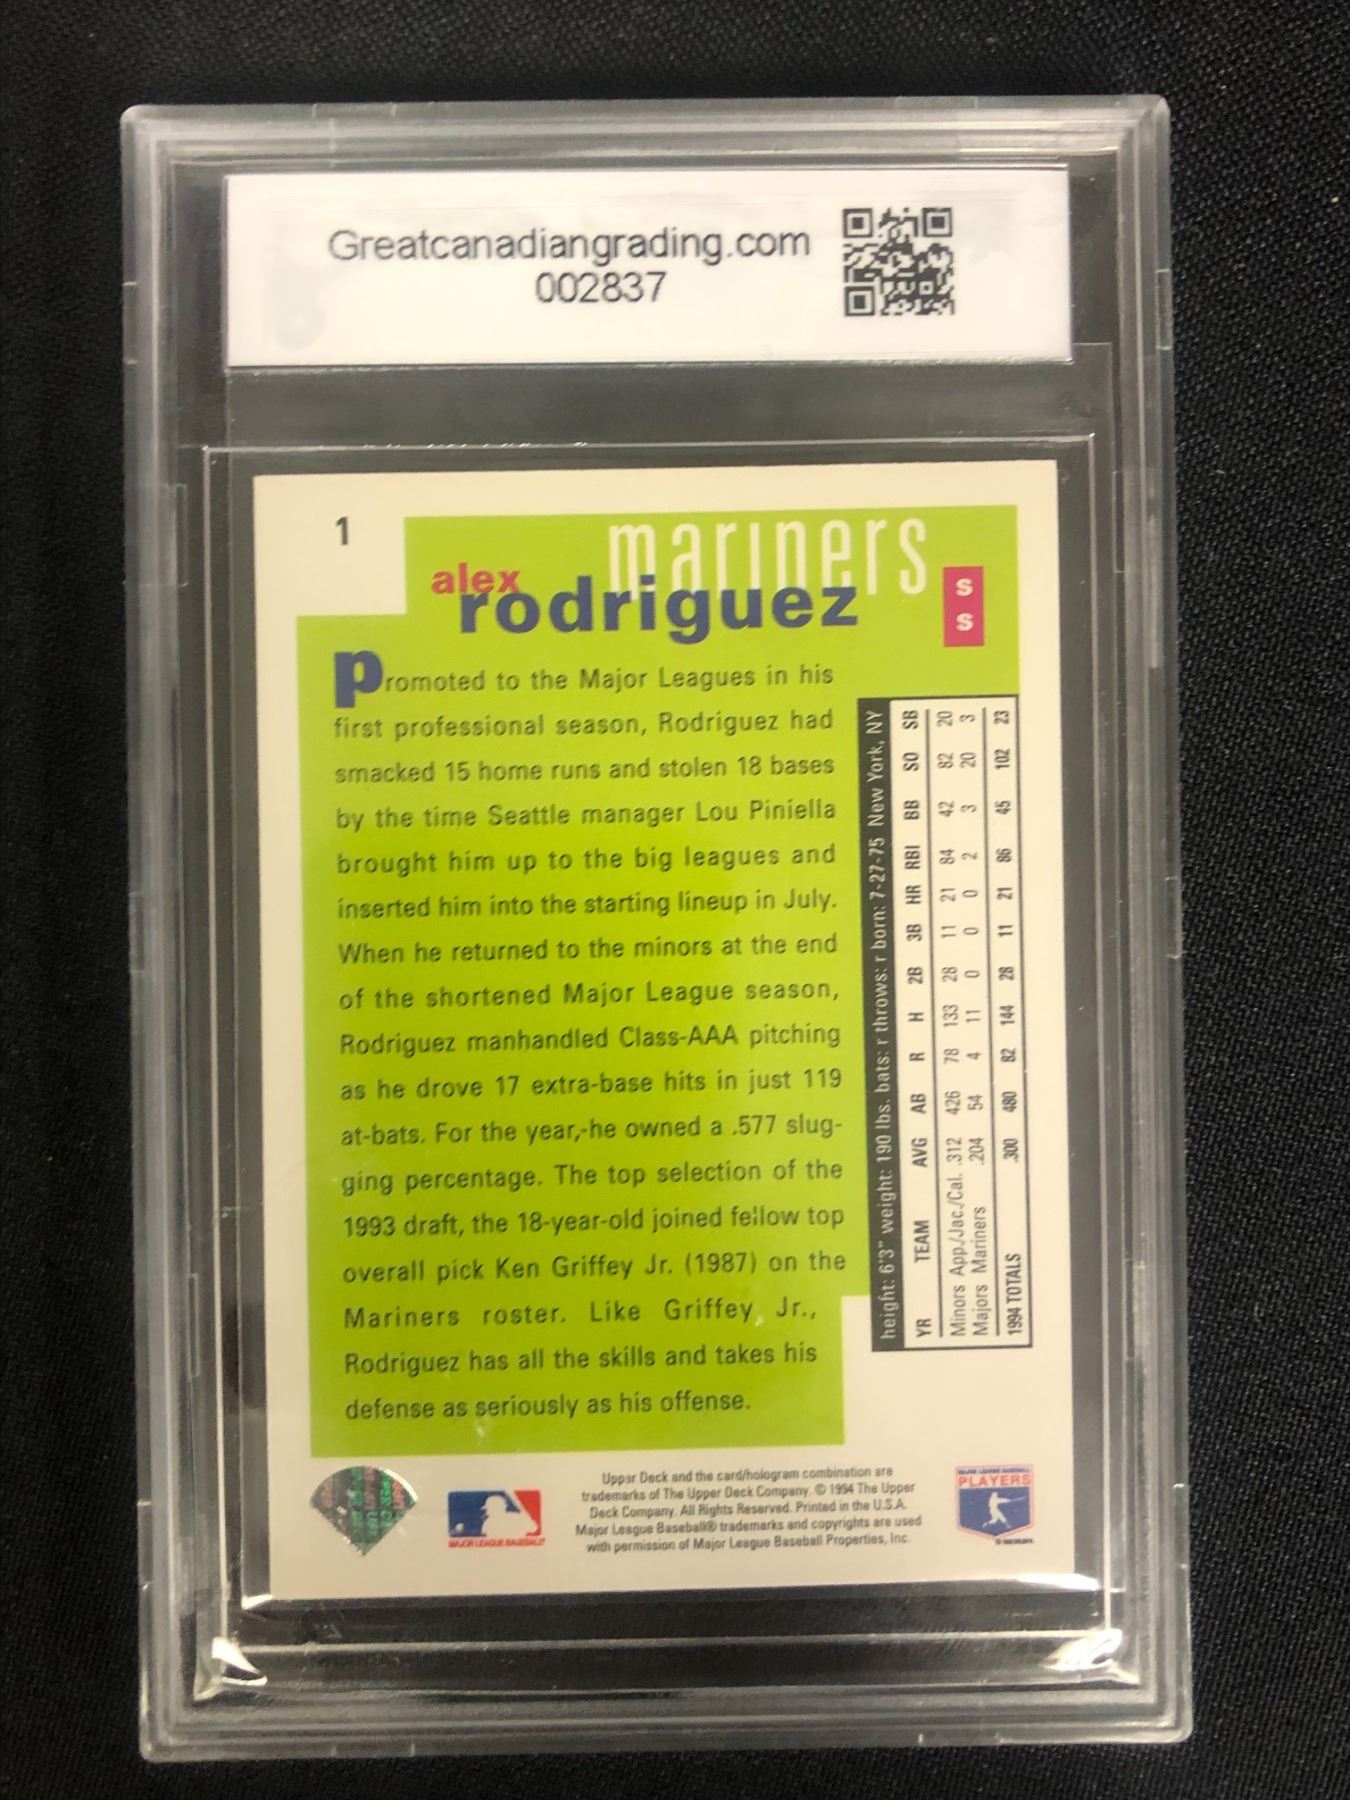 Greatcanadiangrading.com
002837
1
mariners
alex
rodriguez
S
S
Promoted to the Major Leagues in his
first professional season, Rodriguez had
smacked 15 home runs and stolen 18 bases
by the time Seattle manager Lou Piniella
brought him up to the big leagues and
inserted him into the starting lineup in July.
When he returned to the minors at the end
of the shortened Major League season,
Rodriguez manhandled Class-AAA pitching
as he drove 17 extra-base hits in just 119
at-bats. For the year, he owned a .577 slug-
ging percentage. The top selection of the
1993 draft, the 18-year-old joined fellow top
overall pick Ken Griffey Jr. (1987) on the
Mariners roster. Like Griffey, Jr.,
Rodriguez has all the skills and takes his
defense as seriously as his offense.
height: 6'3" weight: 190 lbs. bats: r throws: r born: 7-27-75 New York, NY
YR TEAM AVG AB R H 2B 3B HR RBI BB SO SB
Minors App./Jac./Cal. .312 426 78 133 28 11 21 84 42 82 20
Majors Mariners .204 54 4 11 0 0 0 2 3 20 3
1994 TOTALS .300 480 82 144 28 11 21 86 45 102 23
Upper Deck and the card/hologram combination are
trademarks of The Upper Deck Company. © 1994 The Upper
Deck Company. All Rights Reserved. Printed in the U.S.A.
Major League Baseball® trademarks and copyrights are used
with permission of Major League Baseball Properties, Inc.
MAJOR LEAGUE BASEBALL
MAJOR LEAGUE BASEBALL
PLAYERS